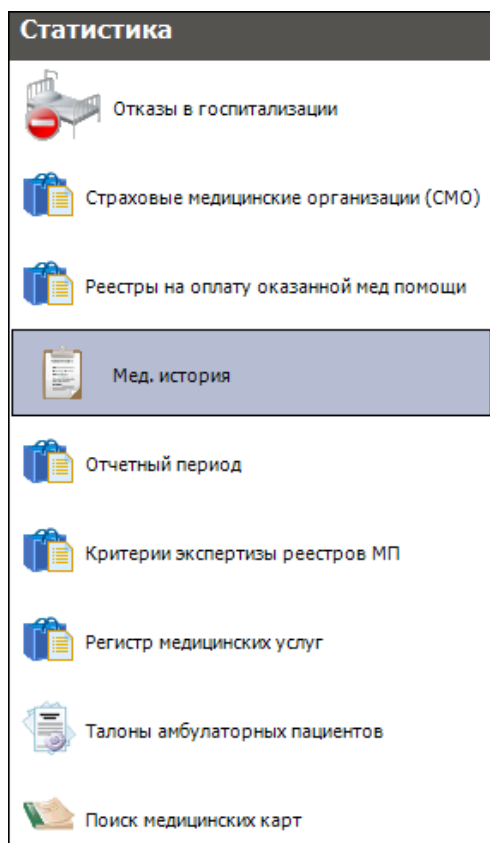 Статистика
Отказы в госпитализации
Страховые медицинские организации (СМО)
Реестры на оплату оказанной мед помощи
Мед. история
Отчетный период
Критерии экспертизы реестров МП
Регистр медицинских услуг
Талоны амбулаторных пациентов
Поиск медицинских карт